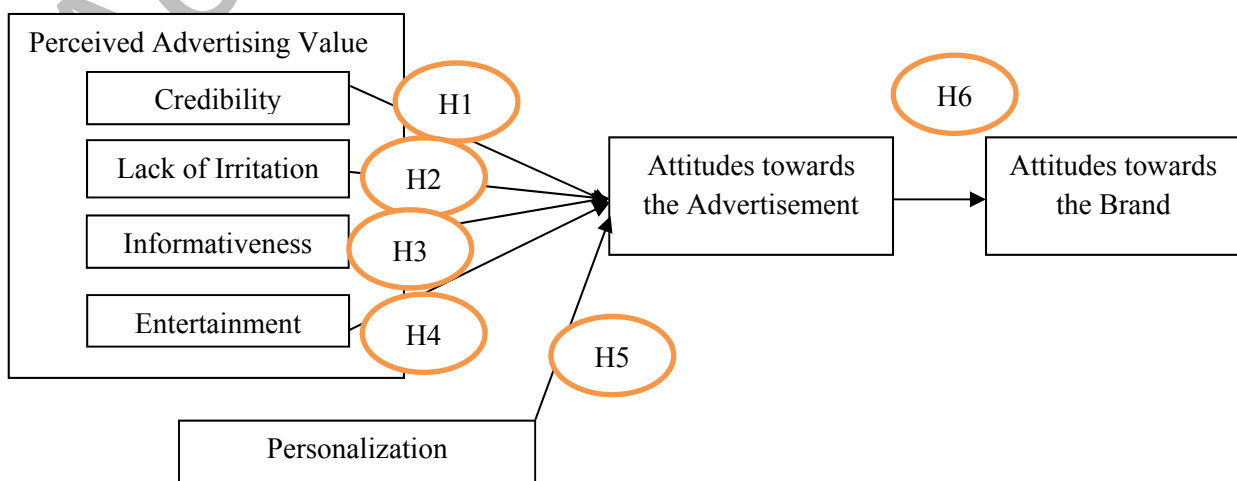 Perceived Advertising Value
Credibility
H1
Lack of Irritation
H2
Informativeness
H3
Entertainment
H4
H5
Personalization
Attitudes towards
the Advertisement
H6
Attitudes towards
the Brand